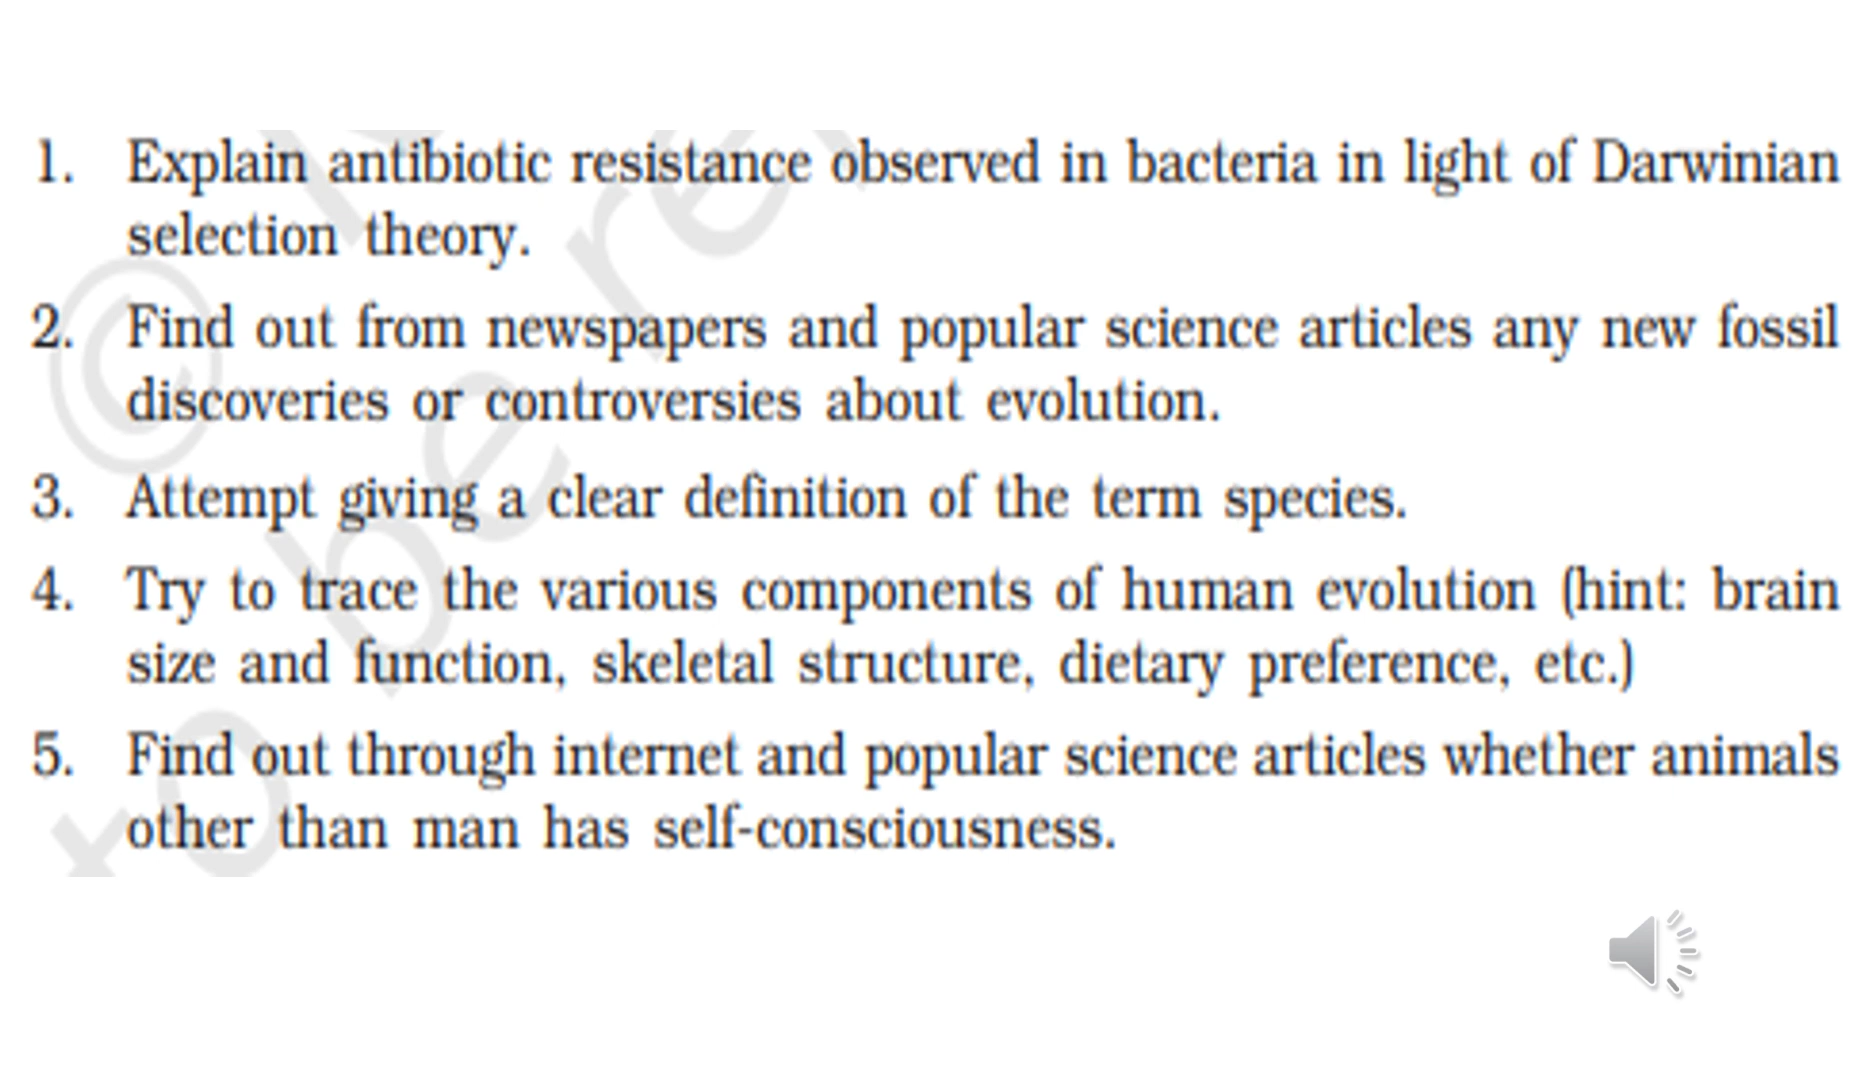 1. Explain antibiotic resistance observed in bacteria in light of Darwinian
selection theory.
2. Find out from newspapers and popular science articles any new fossil
discoveries or controversies about evolution.
3. Attempt giving a clear definition of the term species.
4. Try to trace the various components of human evolution (hint: brain
size and function, skeletal structure, dietary preference, etc.)
5. Find out through internet and popular science articles whether animals
other than man has self-consciousness.